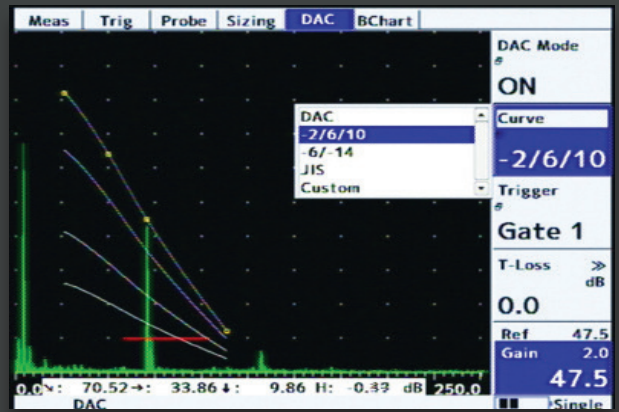 Meas Trig Probe Sizing DAC BChart
DAC Mode
ON
Curve
-2/6/10
Trigger
Gate 1
T-Loss
dB
0.0
Ref 47.5
Gain 2.0
47.5
DAC
-2/6/10
-6/-14
JIS
Custom
0.0 : 70.52 →: 33.86 ↓: 9.86 H: dB 250.0
DAC Single